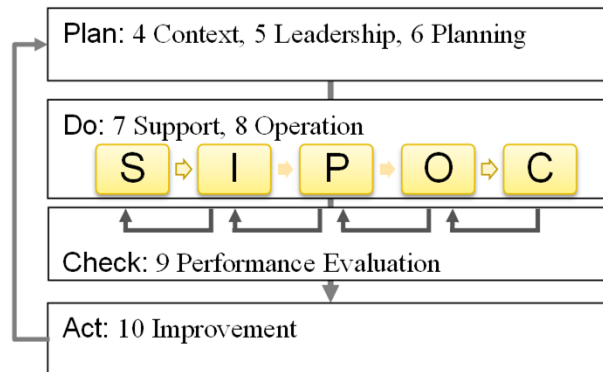 Plan: 4 Context, 5 Leadership, 6 Planning
Do: 7 Support, 8 Operation
S I P O C
Check: 9 Performance Evaluation
Act: 10 Improvement